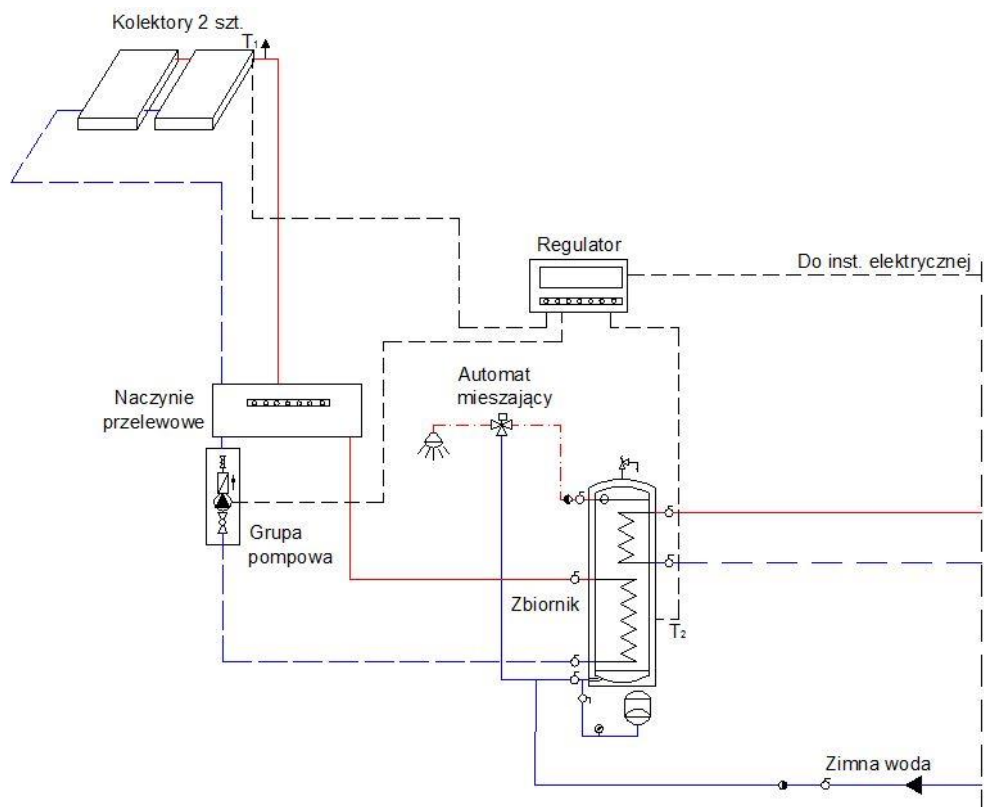 Kolektory 2 szt.
T1
Regulator
Do inst. elektrycznej
Automat
mieszający
Naczynie
przelewowe
Grupa
pompowa
Zbiornik
T2
Zimna woda